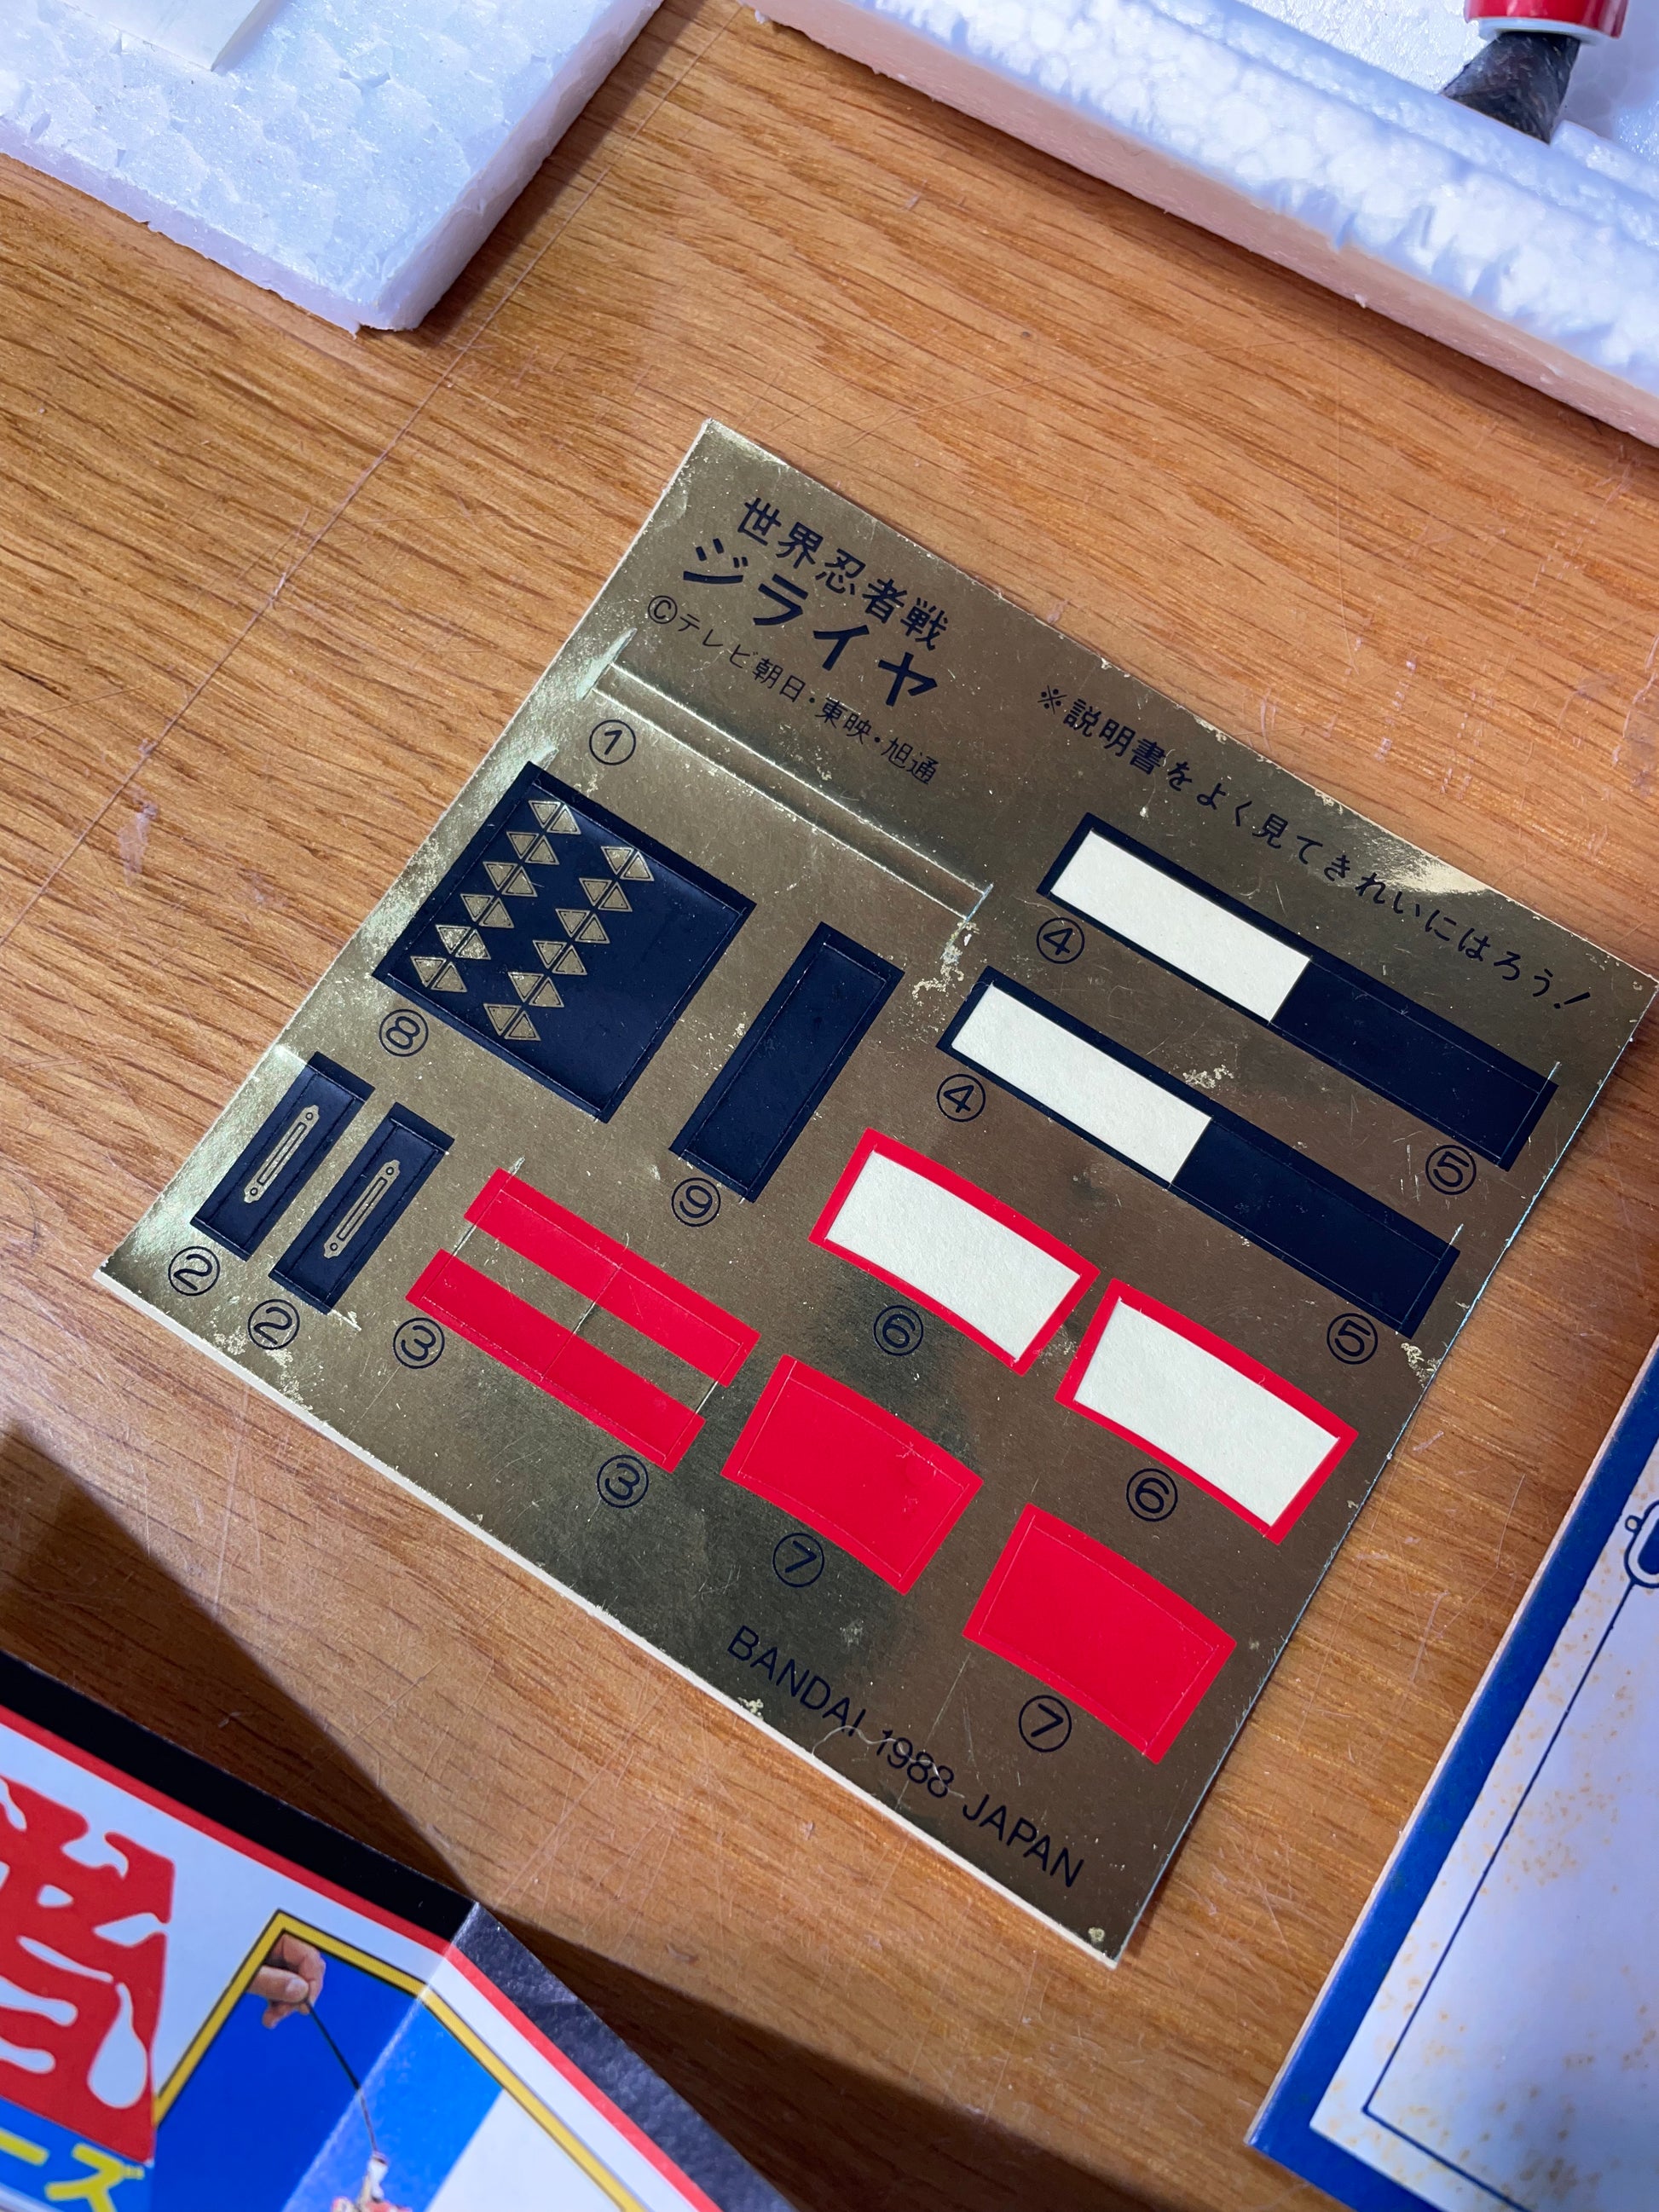 世界忍者戦
ジライヤ
©テレビ朝日・東映・旭通
※説明書をよく見てきれいにはろう!
①
④
⑧
④
⑤
⑨
②
⑥
⑤
②
③
③
⑥
⑦
⑦
BANDAI 1988 JAPAN
ーズ